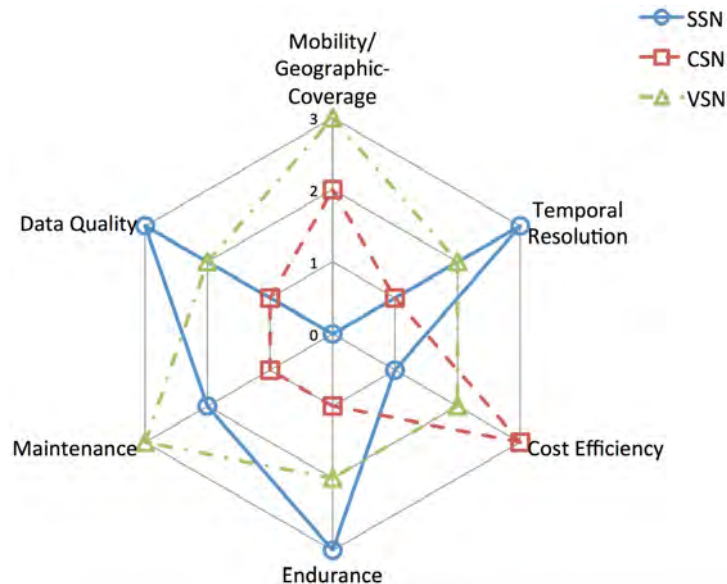 SSN
CSN
VSN
Mobility/
Geographic-
Coverage
3
2
1
0
Data Quality
Temporal
Resolution
Maintenance
Cost Efficiency
Endurance